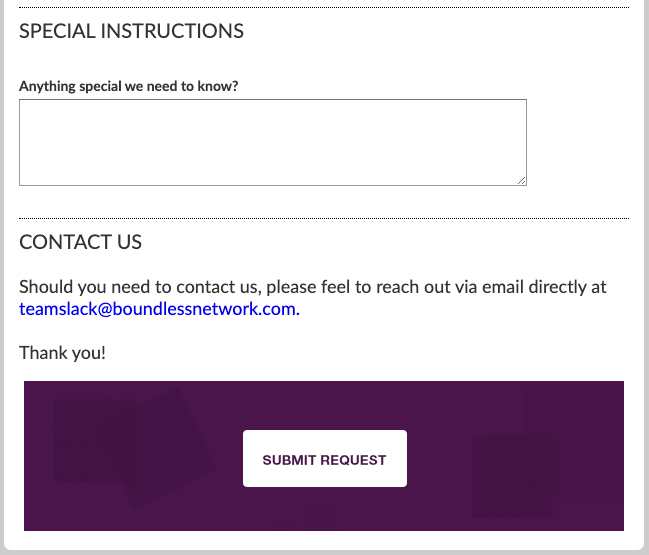 SPECIAL INSTRUCTIONS
Anything special we need to know?
CONTACT US
Should you need to contact us, please feel to reach out via email directly at
teamslack@boundlessnetwork.com.
Thank you!
SUBMIT REQUEST